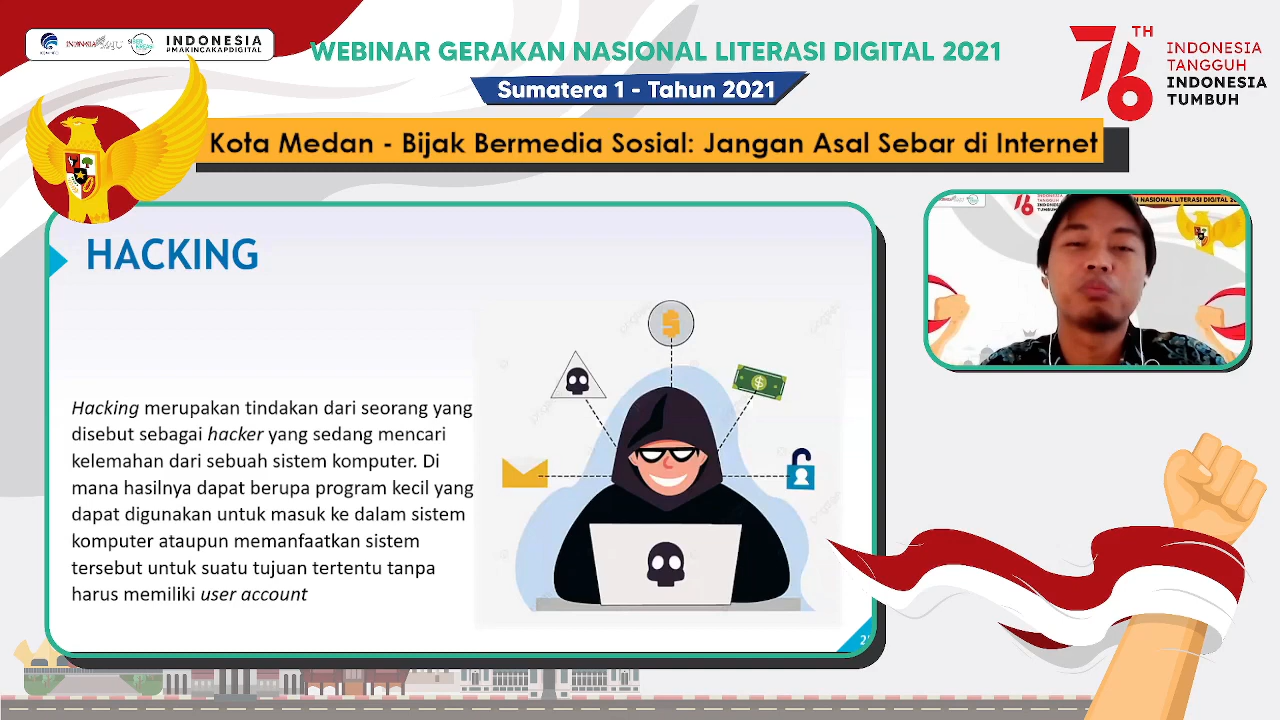 INDONESIA
#MAKINCAKAPDIGITAL
WEBINAR GERAKAN NASIONAL LITERASI DIGITAL 2021
Sumatera 1 - Tahun 2021
Kota Medan - Bijak Bermedia Sosial: Jangan Asal Sebar di Internet
76 TH
INDONESIA
TANGGUH
INDONESIA
TUMBUH
HACKING
Hacking merupakan tindakan dari seorang yang
disebut sebagai hacker yang sedang mencari
kelemahan dari sebuah sistem komputer. Di
mana hasilnya dapat berupa program kecil yang
dapat digunakan untuk masuk ke dalam sistem
komputer ataupun memanfaatkan sistem
tersebut untuk suatu tujuan tertentu tanpa
harus memiliki user account